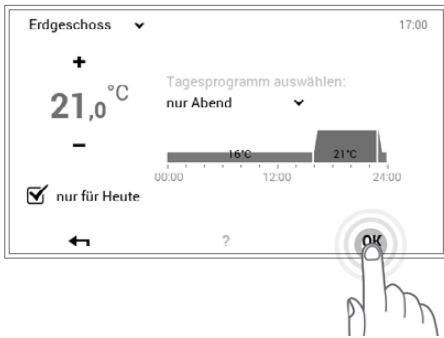 Erdgeschoss
17:00
+
21,0 °C
−
Tagesprogramm auswählen:
nur Abend
16°C
21°C
00:00
12:00
24:00
nur für Heute
?
OK